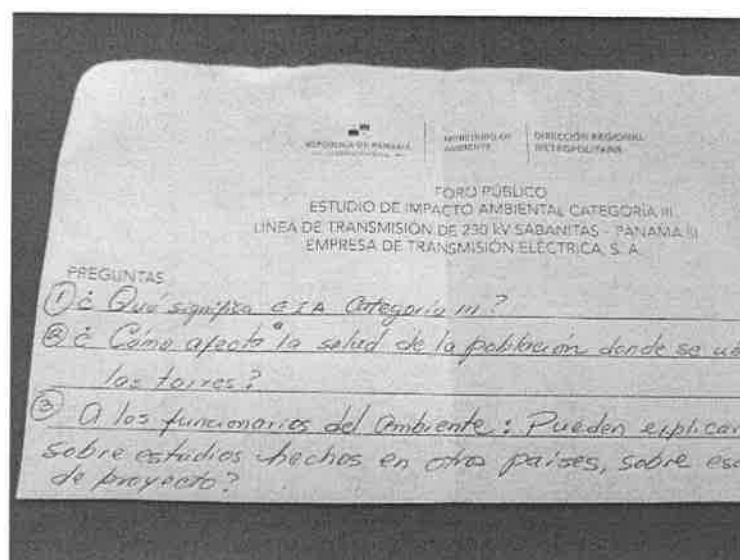 REPÚBLICA DE PANAMÁ
MINISTERIO DE AMBIENTE
DIRECCIÓN REGIONAL METROPOLITANA
FORO PÚBLICO
ESTUDIO DE IMPACTO AMBIENTAL CATEGORÍA III
LINEA DE TRANSMISIÓN DE 230 kV SABANITAS - PANAMÁ III
EMPRESA DE TRANSMISIÓN ELÉCTRICA, S. A.
PREGUNTAS
① ¿ Qué significa EIA Categoría III?
② ¿ Cómo afecta a la salud de la población donde se
las torres?
③ A los funcionarios del Ambiente: Pueden explicar
sobre estudios hechos en otros países, sobre
de proyecto?